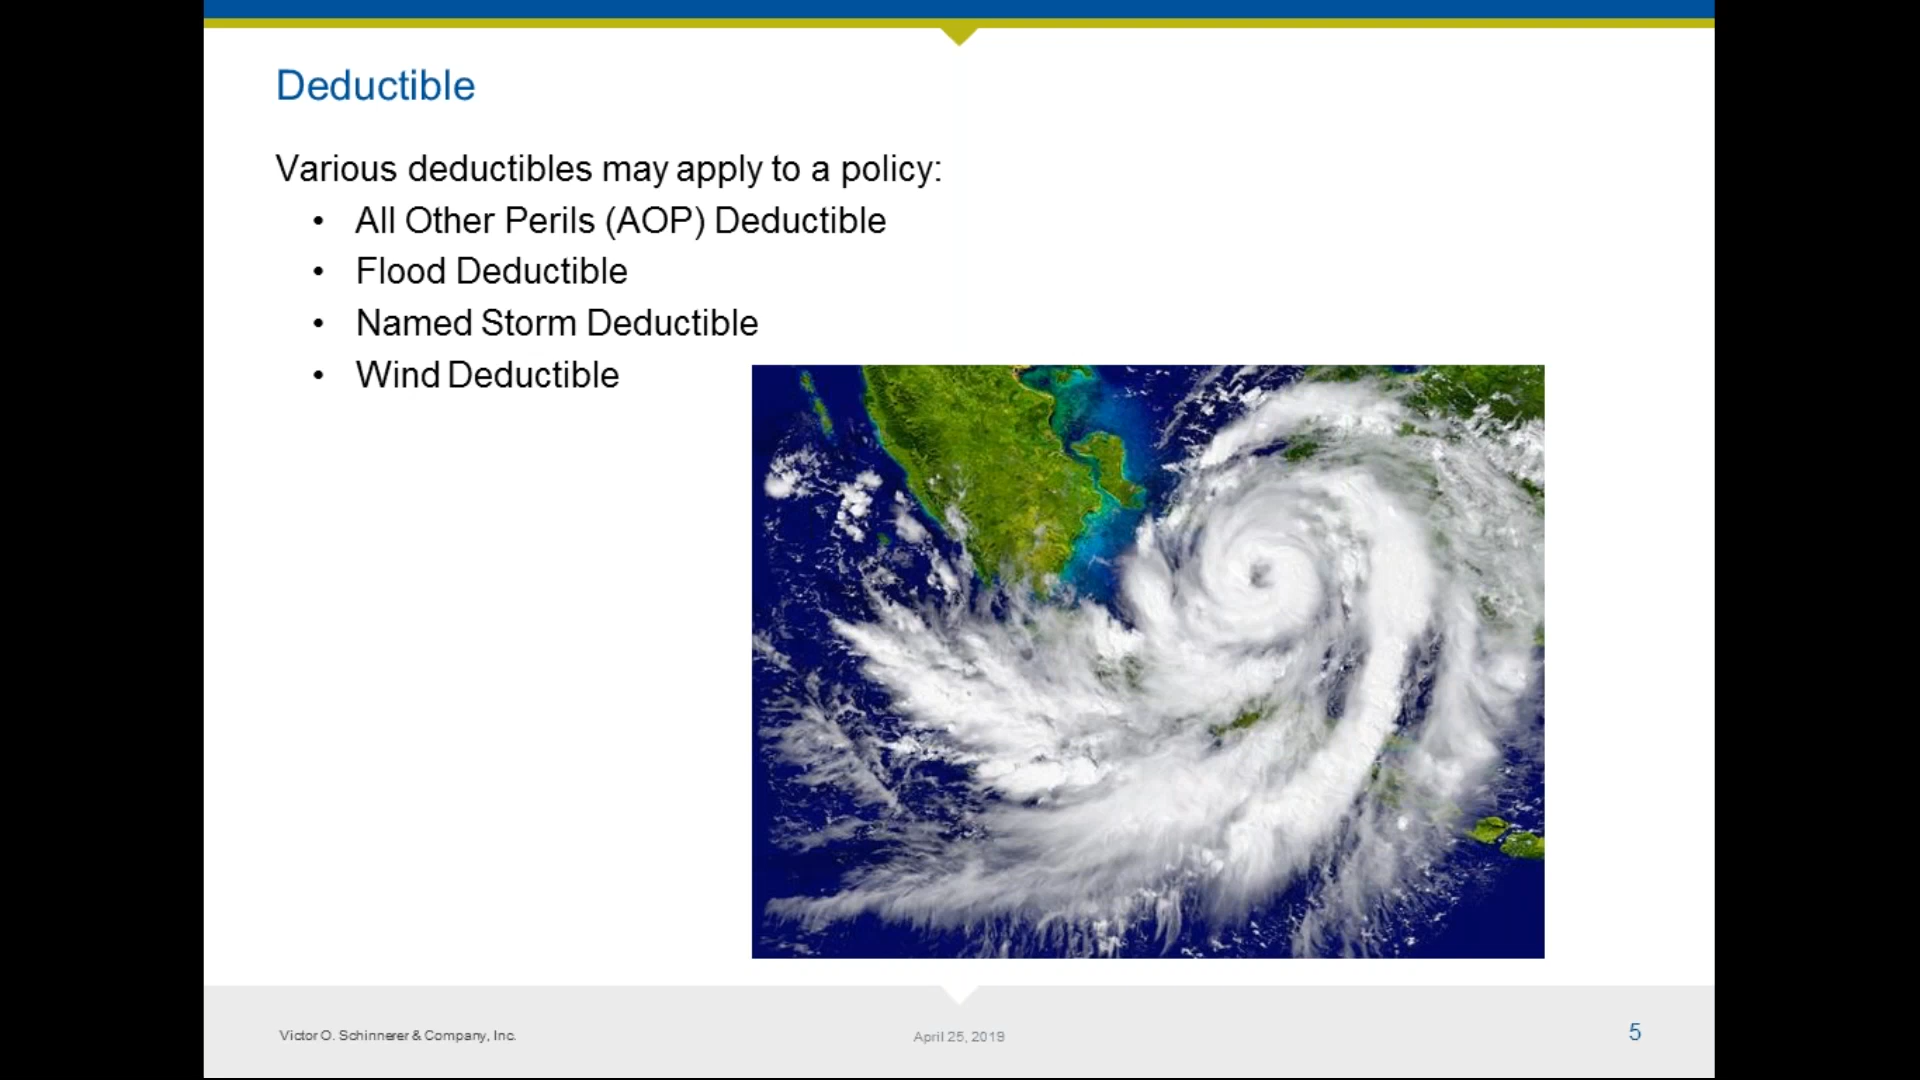 Deductible
Various deductibles may apply to a policy:
• All Other Perils (AOP) Deductible
• Flood Deductible
• Named Storm Deductible
• Wind Deductible
Victor O. Schinnerer & Company, Inc.
April 25, 2019
5